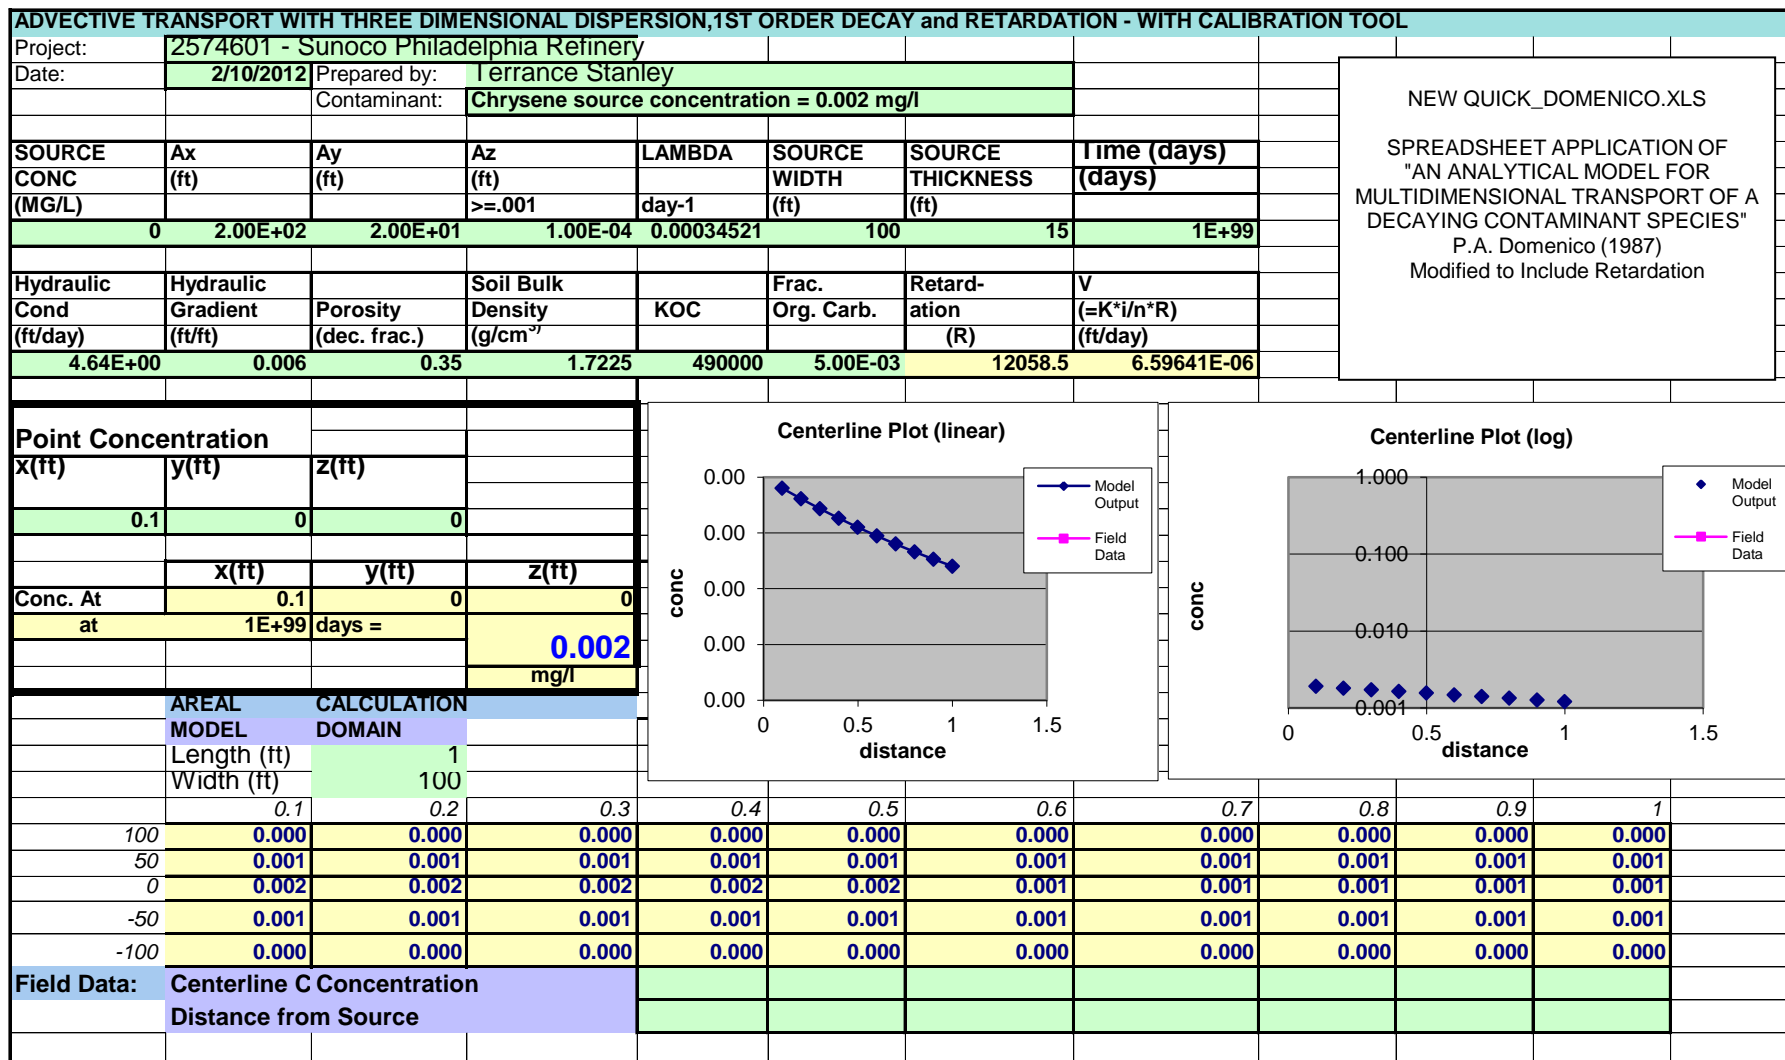 ADVECTIVE TRANSPORT WITH THREE DIMENSIONAL DISPERSION,1ST ORDER DECAY and RETARDATION - WITH CALIBRATION TOOL
Project: 2574601 - Sunoco Philadelphia Refinery
Date: 2/10/2012 Prepared by: Terrance Stanley
Contaminant: Chrysene source concentration = 0.002 mg/l
NEW QUICK_DOMENICO.XLS
SPREADSHEET APPLICATION OF
"AN ANALYTICAL MODEL FOR
MULTIDIMENSIONAL TRANSPORT OF A
DECAYING CONTAMINANT SPECIES"
P.A. Domenico (1987)
Modified to Include Retardation
SOURCE Ax Ay Az LAMBDA SOURCE SOURCE Time (days)
CONC (ft) (ft) (ft) WIDTH THICKNESS (days)
(MG/L) >=.001 day-1 (ft) (ft)
0 2.00E+02 2.00E+01 1.00E-04 0.00034521 100 15 1E+99
Hydraulic Hydraulic Soil Bulk Frac. Retard- V
Cond Gradient Porosity Density KOC Org. Carb. ation (=K*i/n*R)
(ft/day) (ft/ft) (dec. frac.) (g/cm3) (R) (ft/day)
4.64E+00 0.006 0.35 1.7225 490000 5.00E-03 12058.5 6.59641E-06
Point Concentration
x(ft) y(ft) z(ft)
0.1 0 0
x(ft) y(ft) z(ft)
Conc. At 0.1 0 0
at 1E+99 days =
0.002
mg/l
Centerline Plot (linear)
0.00
0.00
0.00
0.00
0.00
conc
0 0.5 1 1.5
distance
Model
Output
Field
Data
Centerline Plot (log)
1.000
0.100
0.010
0.001
conc
0 0.5 1 1.5
distance
Model
Output
Field
Data
AREAL CALCULATION
MODEL DOMAIN
Length (ft) 1
Width (ft) 100
0.1 0.2 0.3 0.4 0.5 0.6 0.7 0.8 0.9 1
100 0.000 0.000 0.000 0.000 0.000 0.000 0.000 0.000 0.000 0.000
50 0.001 0.001 0.001 0.001 0.001 0.001 0.001 0.001 0.001 0.001
0 0.002 0.002 0.002 0.002 0.002 0.001 0.001 0.001 0.001 0.001
-50 0.001 0.001 0.001 0.001 0.001 0.001 0.001 0.001 0.001 0.001
-100 0.000 0.000 0.000 0.000 0.000 0.000 0.000 0.000 0.000 0.000
Field Data: Centerline C Concentration
Distance from Source